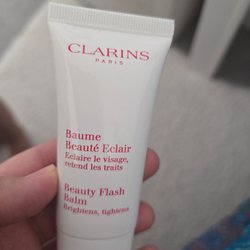 CLARINS
PARIS
Baume
Beauté Eclair
Eclaire le visage,
retend les traits
Beauty Flash
Balm
Brightens, tightens